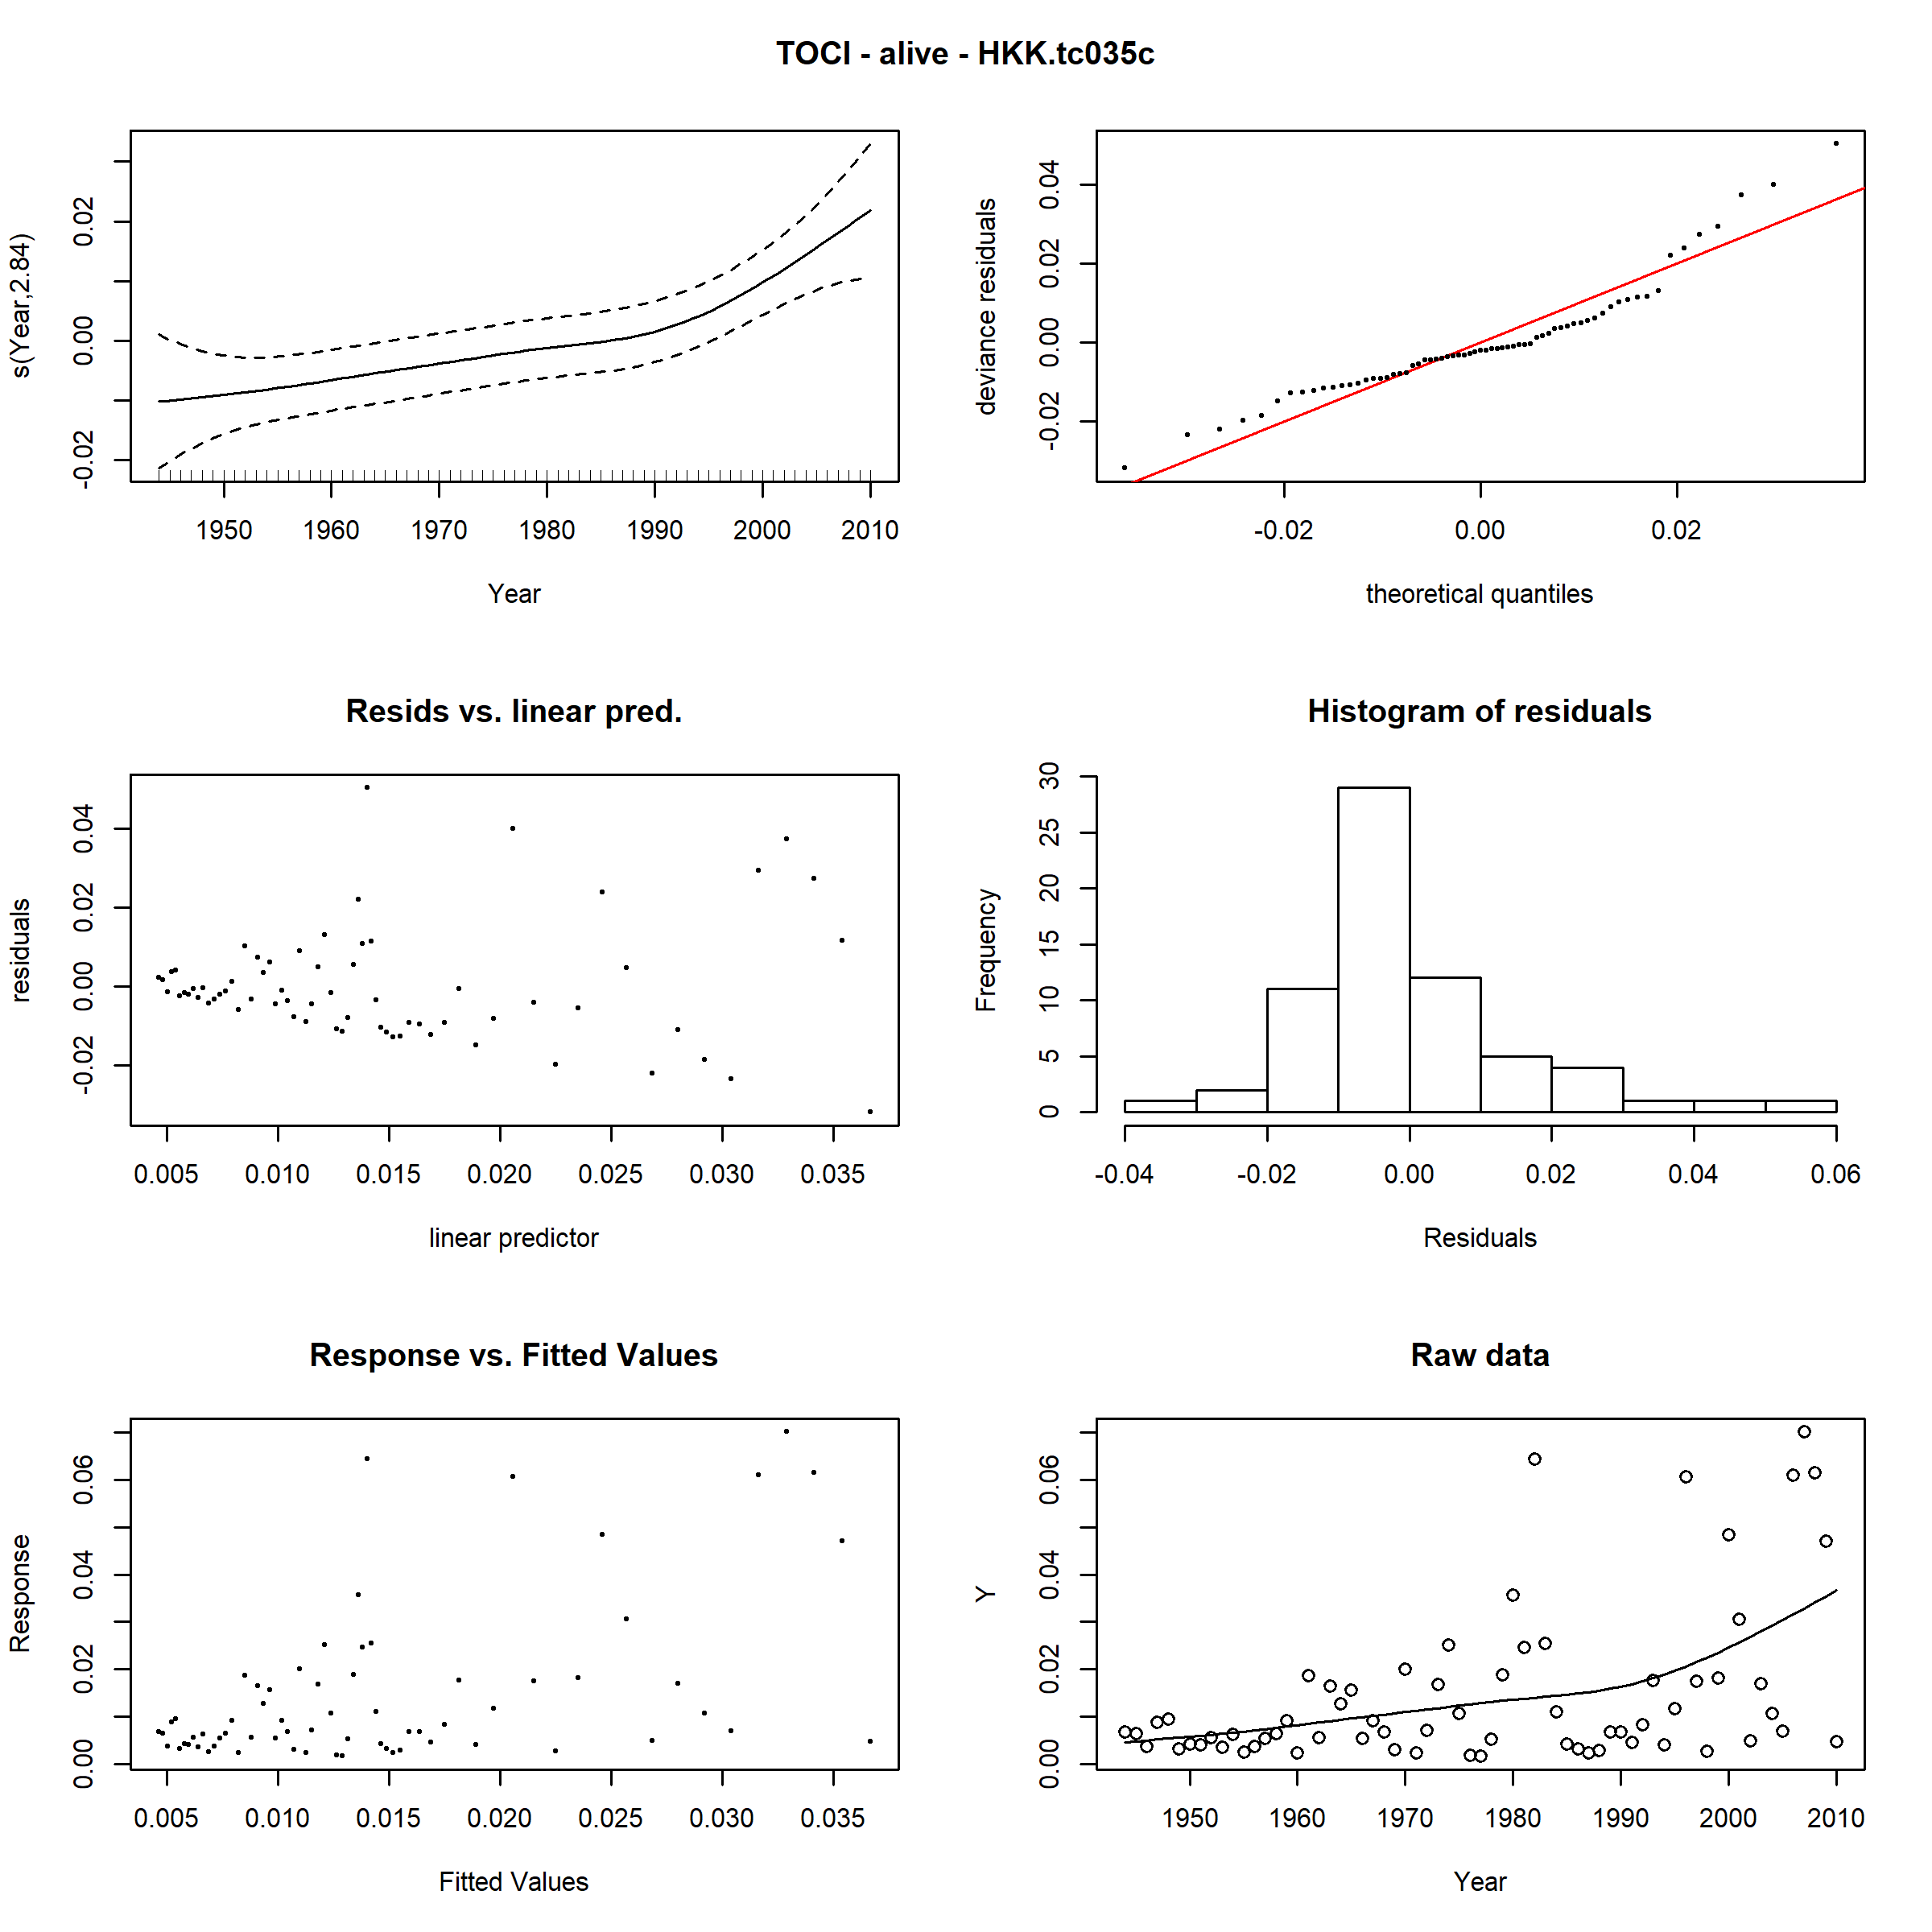 TOCI - alive - HKK.tc035c
s(Year,2.84)
-0.02 0.00 0.02
1950 1960 1970 1980 1990 2000 2010
Year
deviance residuals
-0.02 0.00 0.02 0.04
-0.02 0.00 0.02
theoretical quantiles
Resids vs. linear pred.
residuals
-0.02 0.00 0.02 0.04
0.005 0.010 0.015 0.020 0.025 0.030 0.035
linear predictor
Histogram of residuals
Frequency
0 5 10 15 20 25 30
-0.04 -0.02 0.00 0.02 0.04 0.06
Residuals
Response vs. Fitted Values
Response
0.00 0.02 0.04 0.06
0.005 0.010 0.015 0.020 0.025 0.030 0.035
Fitted Values
Raw data
Y
0.00 0.02 0.04 0.06
1950 1960 1970 1980 1990 2000 2010
Year